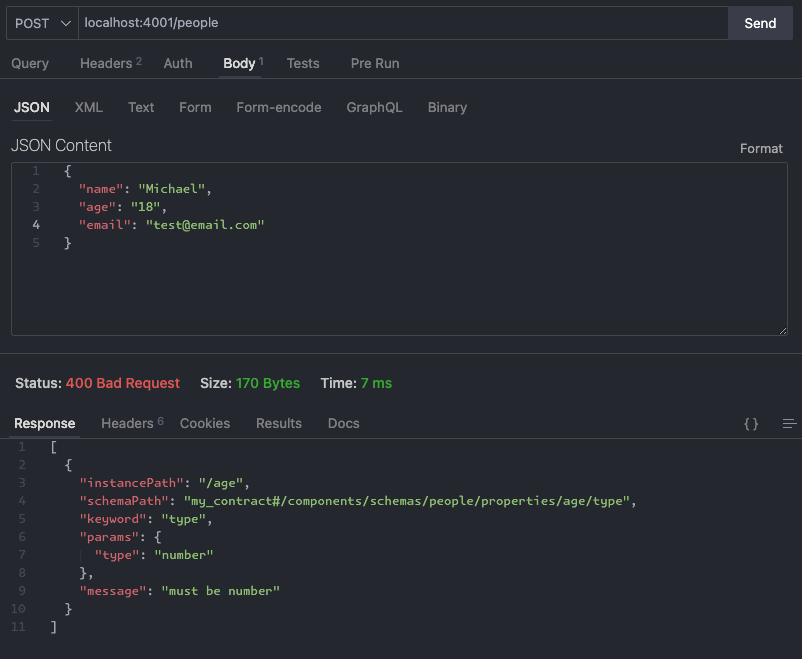 POST localhost:4001/people Send
Query Headers 2 Auth Body 1 Tests Pre Run
JSON XML Text Form Form-encode GraphQL Binary
JSON Content Format
1 {
2 "name": "Michael",
3 "age": "18",
4 "email": "test@email.com"
5 }
Status: 400 Bad Request Size: 170 Bytes Time: 7 ms
Response Headers 6 Cookies Results Docs { }
1 [
2 {
3 "instancePath": "/age",
4 "schemaPath": "my_contract#/components/schemas/people/properties/age/type",
5 "keyword": "type",
6 "params": {
7 "type": "number"
8 },
9 "message": "must be number"
10 }
11 ]